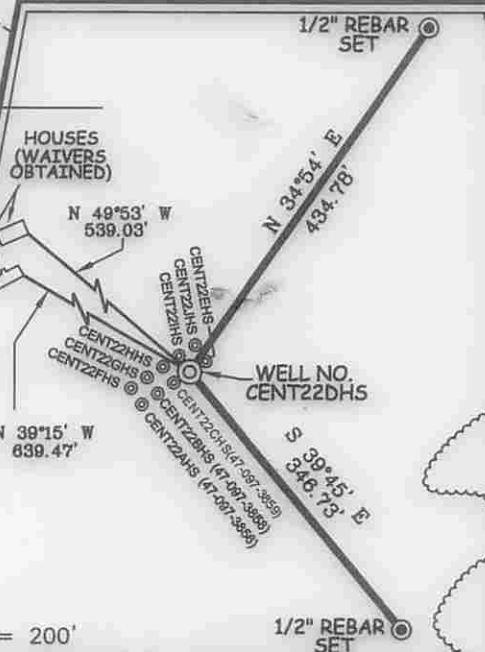 1/2" REBAR
SET
HOUSES
(WAIVERS
OBTAINED)
N 49°53' W
539.03'
N 34°54' E
434.78'
CENT22EHS
CENT22JHS
CENT22IHS
CENT22HHS
CENT22GHS
CENT22FHS
WELL NO.
CENT22DHS
CENT22CHS(47-097-3859)
CENT22BHS (47-097-3858)
CENT22AHS (47-097-3856)
N 39°15' W
639.47'
S 39°45' E
346.73'
= 200'
1/2" REBAR
SET